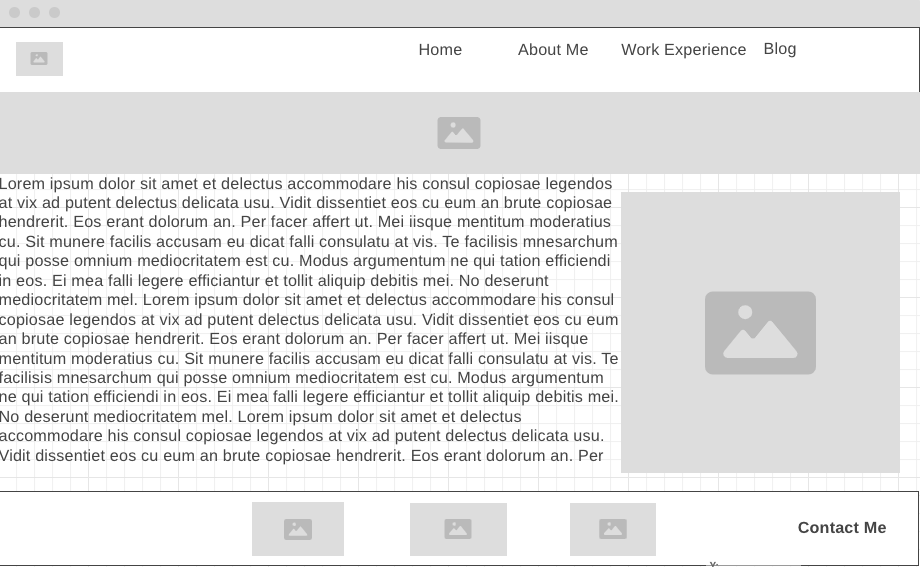 Home About Me Work Experience Blog
Lorem ipsum dolor sit amet et delectus accommodare his consul copiosae legendos
at vix ad putent delectus delicata usu. Vidit dissentiet eos cu eum an brute copiosae
hendrerit. Eos erant dolorum an. Per facer affert ut. Mei iisque mentitum moderatius
cu. Sit munere facilis accusam eu dicat falli consulatu at vis. Te facilisis mnesarchum
qui posse omnium mediocritatem est cu. Modus argumentum ne qui tation efficiendi
in eos. Ei mea falli legere efficiantur et tollit aliquip debitis mei. No deserunt
mediocritatem mel. Lorem ipsum dolor sit amet et delectus accommodare his consul
copiosae legendos at vix ad putent delectus delicata usu. Vidit dissentiet eos cu eum
an brute copiosae hendrerit. Eos erant dolorum an. Per facer affert ut. Mei iisque
mentitum moderatius cu. Sit munere facilis accusam eu dicat falli consulatu at vis. Te
facilisis mnesarchum qui posse omnium mediocritatem est cu. Modus argumentum
ne qui tation efficiendi in eos. Ei mea falli legere efficiantur et tollit aliquip debitis mei.
No deserunt mediocritatem mel. Lorem ipsum dolor sit amet et delectus
accommodare his consul copiosae legendos at vix ad putent delectus delicata usu.
Vidit dissentiet eos cu eum an brute copiosae hendrerit. Eos erant dolorum an. Per
Contact Me